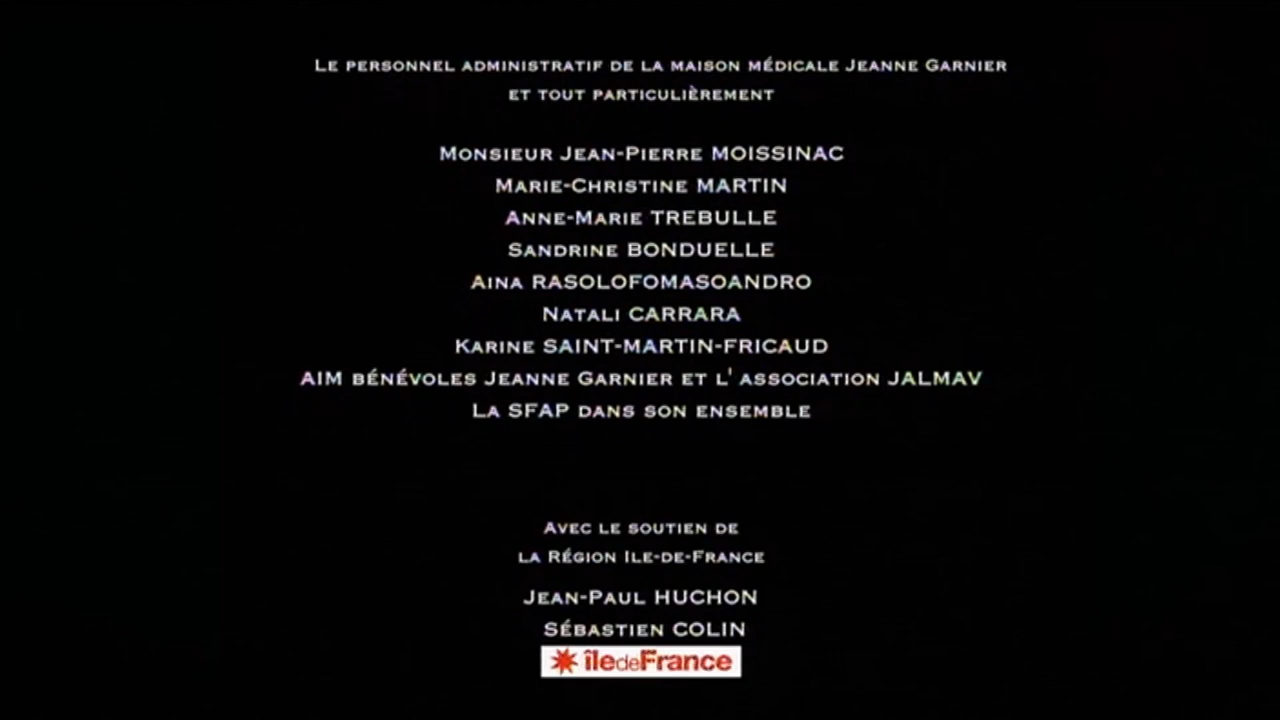 Le personnel administratif de la maison médicale Jeanne Garnier
et tout particulièrement
Monsieur Jean-Pierre MOISSINAC
Marie-Christine MARTIN
Anne-Marie TREBULLE
Sandrine BONDUELLE
Aina RASOLOFOMASOANDRO
Natali CARRARA
Karine SAINT-MARTIN-FRICAUD
AIM bénévoles Jeanne Garnier et l' association JALMAV
La SFAP dans son ensemble
Avec le soutien de
la Région Ile-de-France
Jean-Paul HUCHON
Sébastien COLIN
îledeFrance